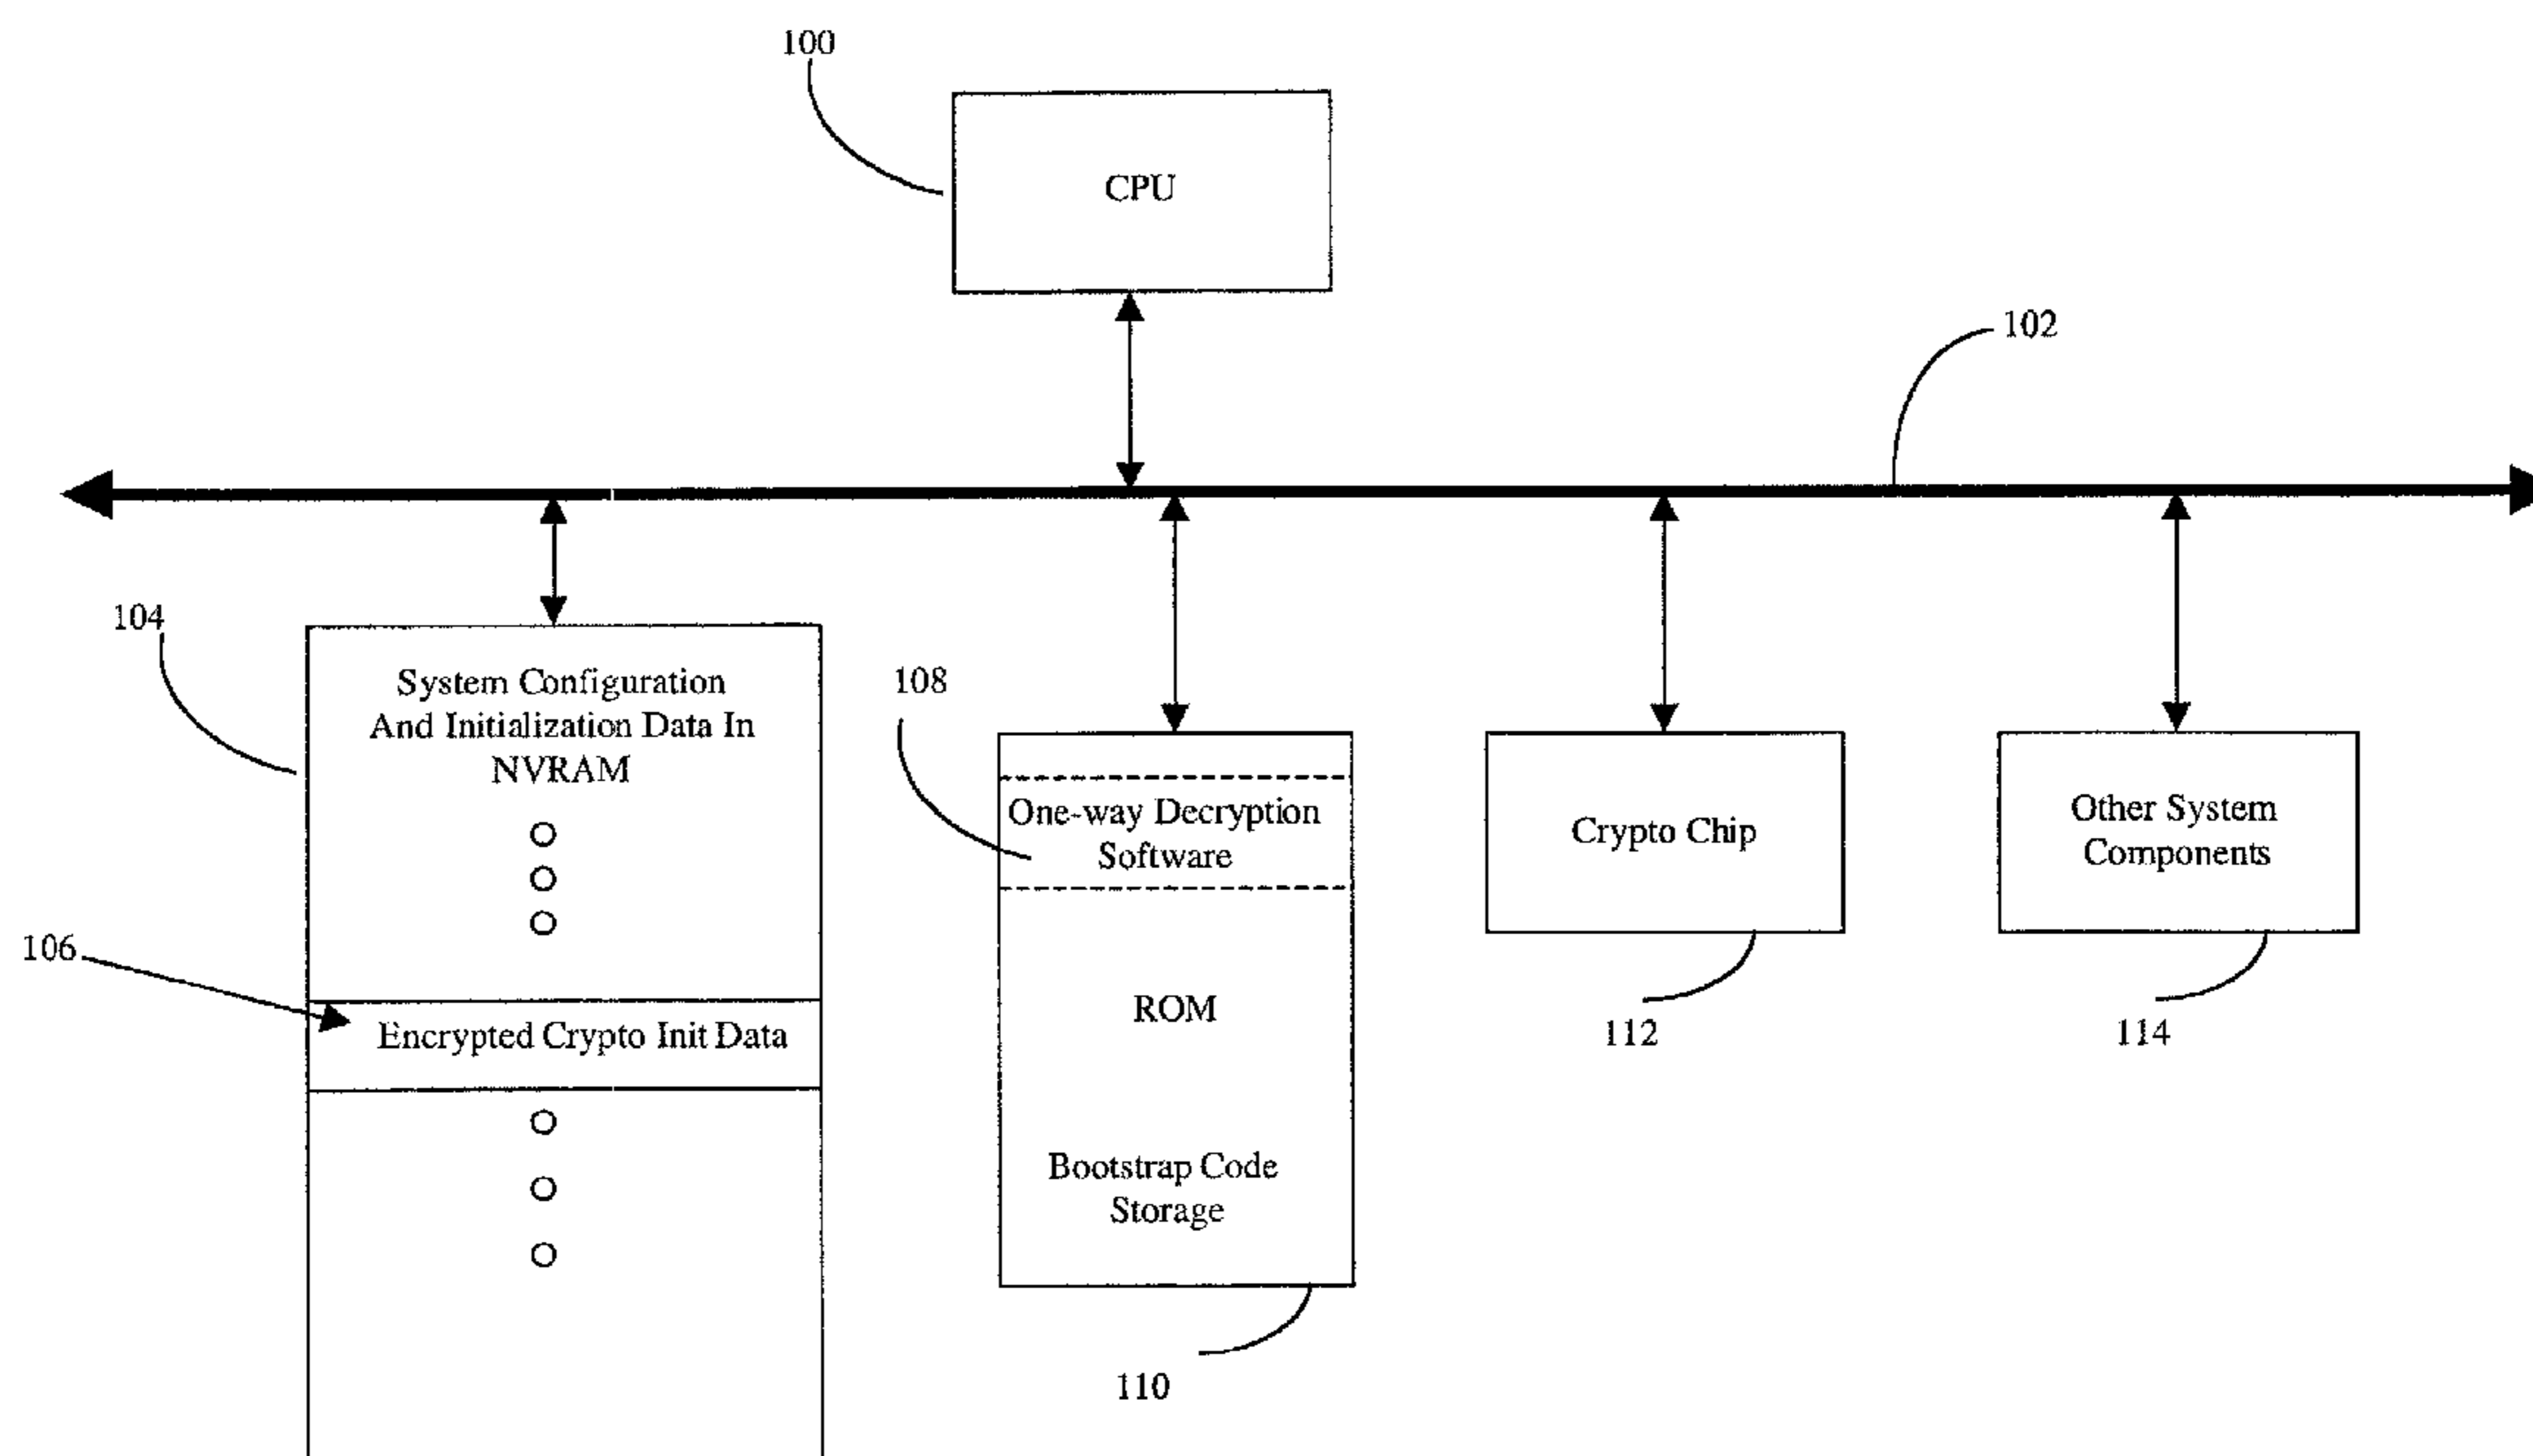 100
CPU
102
104
System Configuration
And Initialization Data In
NVRAM
106
Encrypted Crypto Init Data
108
One-way Decryption
Software
ROM
Bootstrap Code
Storage
110
Crypto Chip
112
Other System
Components
114